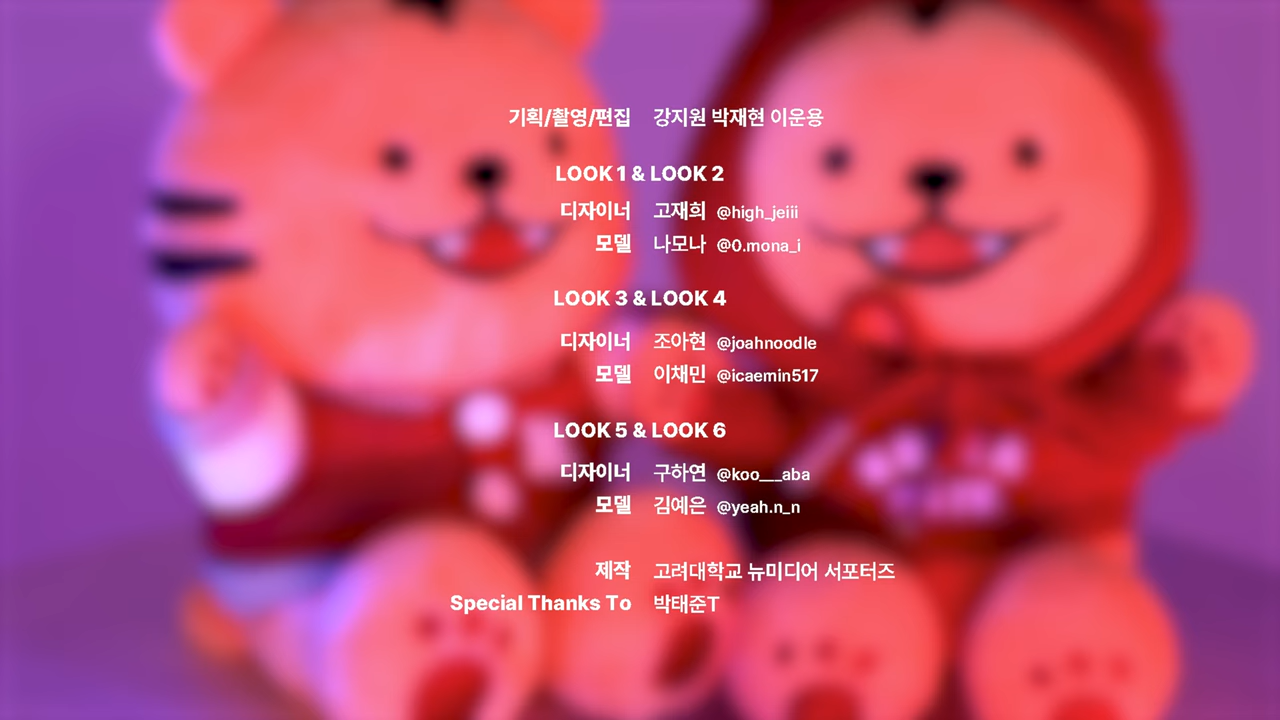 기획/촬영/편집 강지원 박재현 이운용
LOOK 1 & LOOK 2
디자이너 고재희 @high_jeiii
모델 나모나 @0.mona_i
LOOK 3 & LOOK 4
디자이너 조아현 @joahnoodle
모델 이채민 @icaemin517
LOOK 5 & LOOK 6
디자이너 구하연 @koo__aba
모델 김예은 @yeah.n_n
제작 고려대학교 뉴미디어 서포터즈
Special Thanks To 박태준T